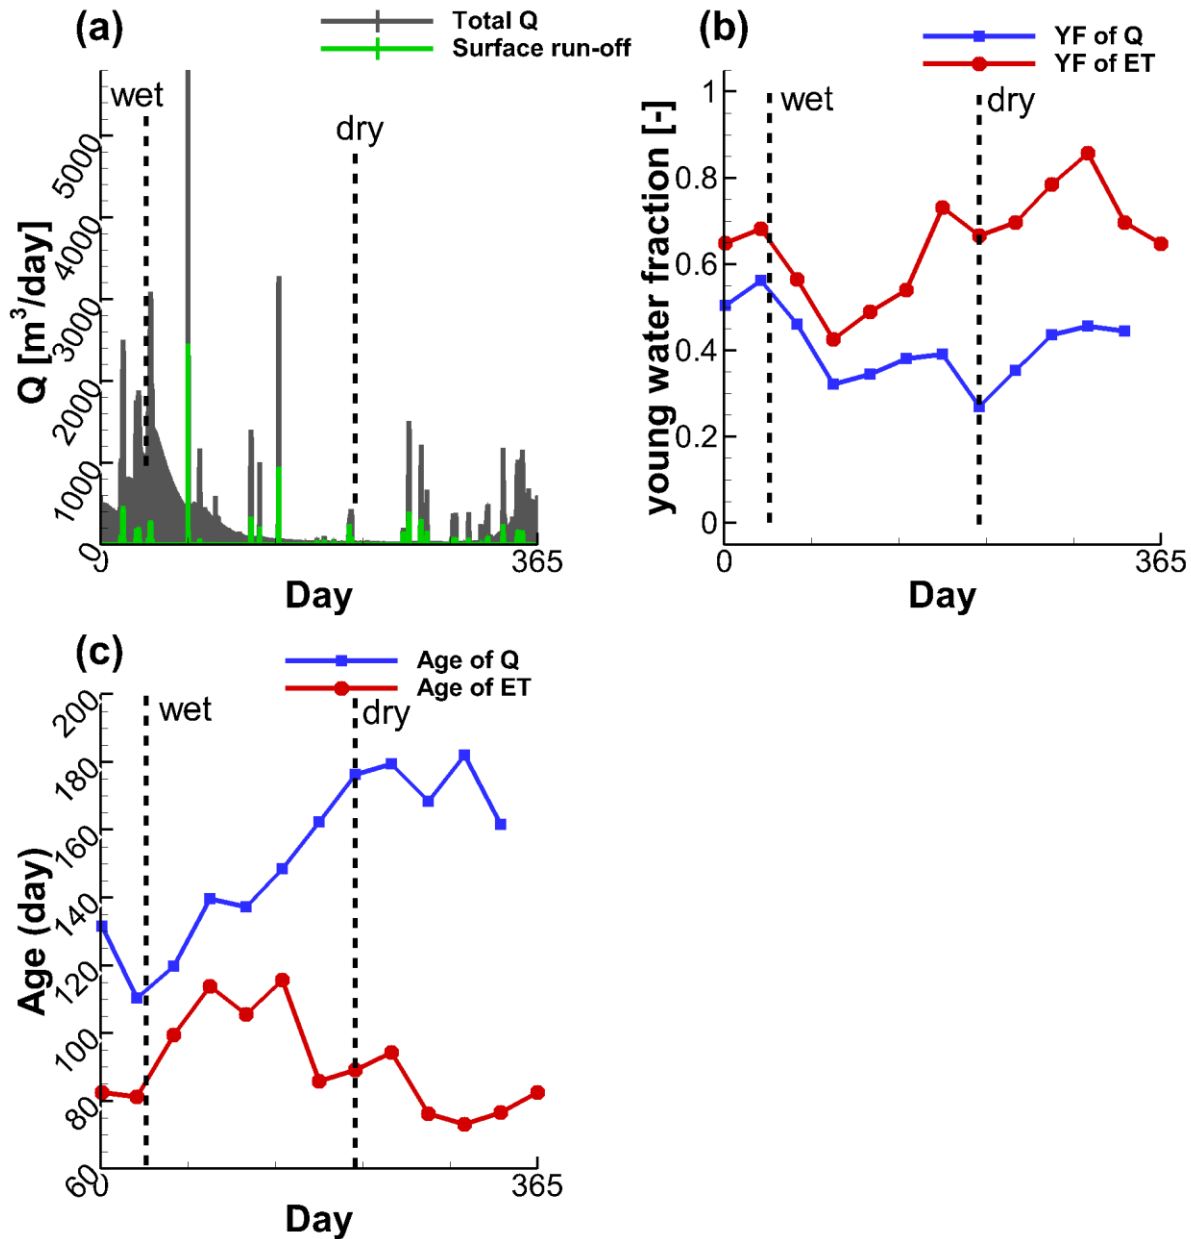 (a)
Total Q
Surface run-off
wet
dry
Q [m³/day]
5000
4000
3000
2000
1000
0
0
365
Day
(b)
YF of Q
YF of ET
wet
dry
young water fraction [-]
1
0.8
0.6
0.4
0.2
0
0
365
Day
(c)
Age of Q
Age of ET
wet
dry
Age (day)
200
180
160
140
120
100
80
60
0
365
Day